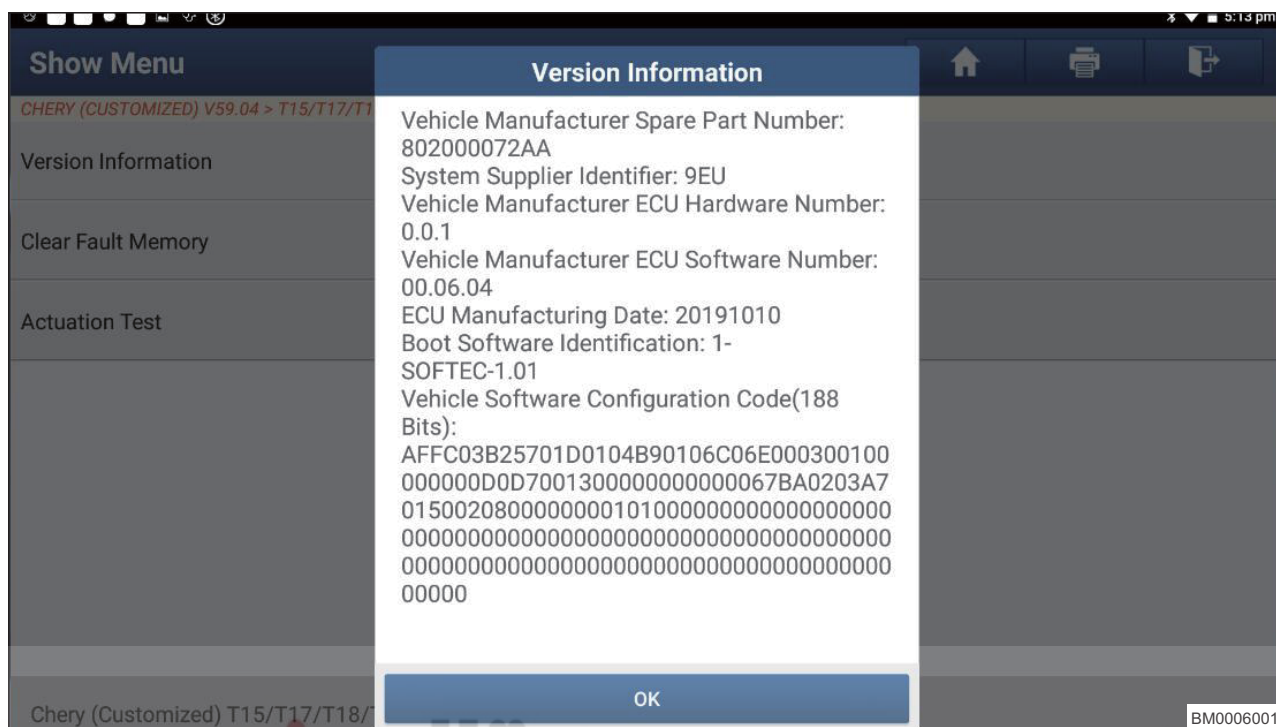 5:13 pm
Show Menu
Version Information
CHERY (CUSTOMIZED) V59.04 > T15/T17/T1
Vehicle Manufacturer Spare Part Number:
802000072AA
Version Information
System Supplier Identifier: 9EU
Vehicle Manufacturer ECU Hardware Number:
0.0.1
Clear Fault Memory
Vehicle Manufacturer ECU Software Number:
00.06.04
ECU Manufacturing Date: 20191010
Actuation Test
Boot Software Identification: 1-
SOFTEC-1.01
Vehicle Software Configuration Code(188
Bits):
AFFC03B25701D0104B90106C06E000300100
000000D0D7001300000000000067BA0203A7
015002080000000010100000000000000000
000000000000000000000000000000000000
000000000000000000000000000000000000
00000
OK
Chery (Customized) T15/T17/T18/
BM0006001